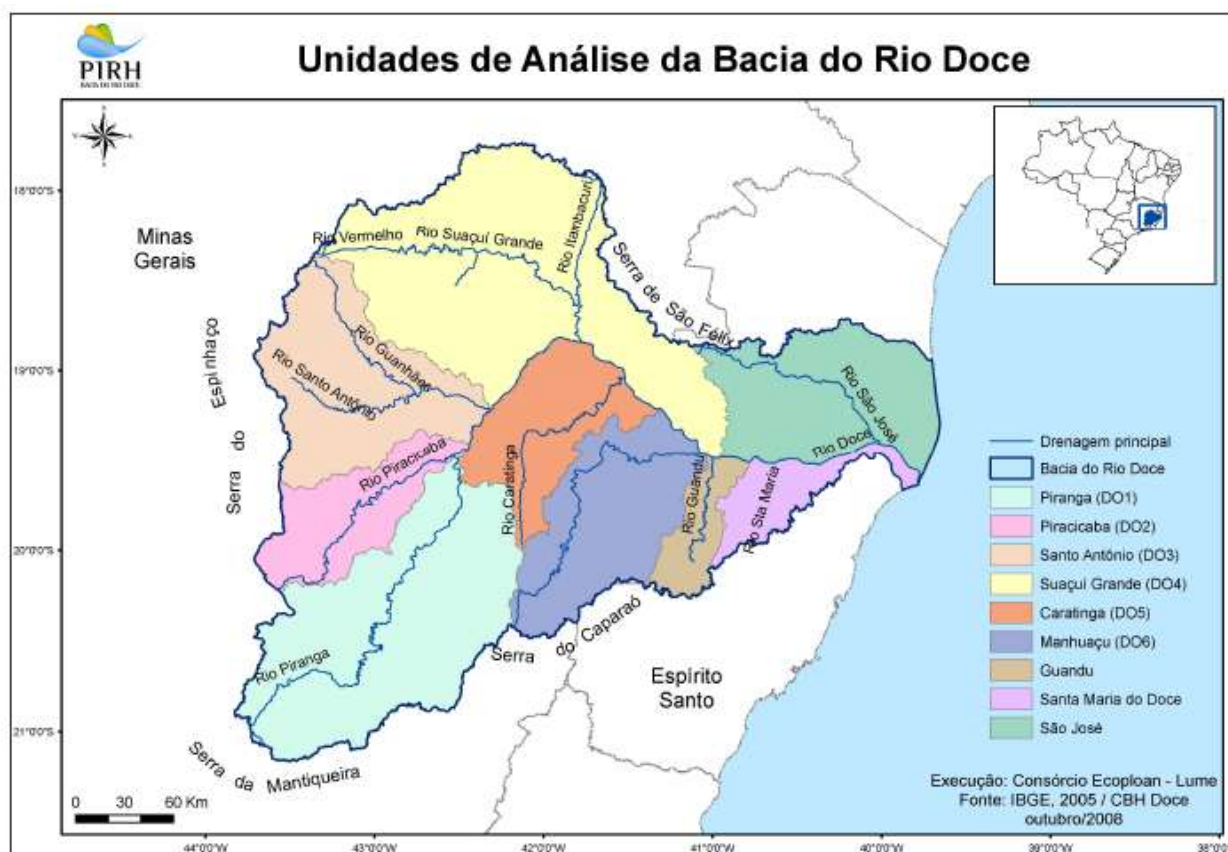 PIRH
BACIA DO RIO DOCE
Unidades de Análise da Bacia do Rio Doce
18°0'0"S
19°0'0"S
20°0'0"S
21°0'0"S
Minas
Gerais
Rio Vermelho
Rio Suaçuí Grande
Rio Itambacuri
Serra de São Félix
Serra do Espinhaço
Rio Guanhães
Rio Santo Antônio
Rio Piracicaba
Rio Caratinga
Rio Guandu
Rio Sta Maria
Rio Doce
Rio São José
Rio Piranga
Serra do Caparaó
Serra da Mantiqueira
Espírito
Santo
Drenagem principal
Bacia do Rio Doce
Piranga (DO1)
Piracicaba (DO2)
Santo Antônio (DO3)
Suaçuí Grande (DO4)
Caratinga (DO5)
Manhuaçu (DO6)
Guandu
Santa Maria do Doce
São José
0 30 60 Km
Execução: Consórcio Ecoploan - Lume
Fonte: IBGE, 2005 / CBH Doce
outubro/2008
44°0'0"W 43°0'0"W 42°0'0"W 41°0'0"W 40°0'0"W 39°0'0"W